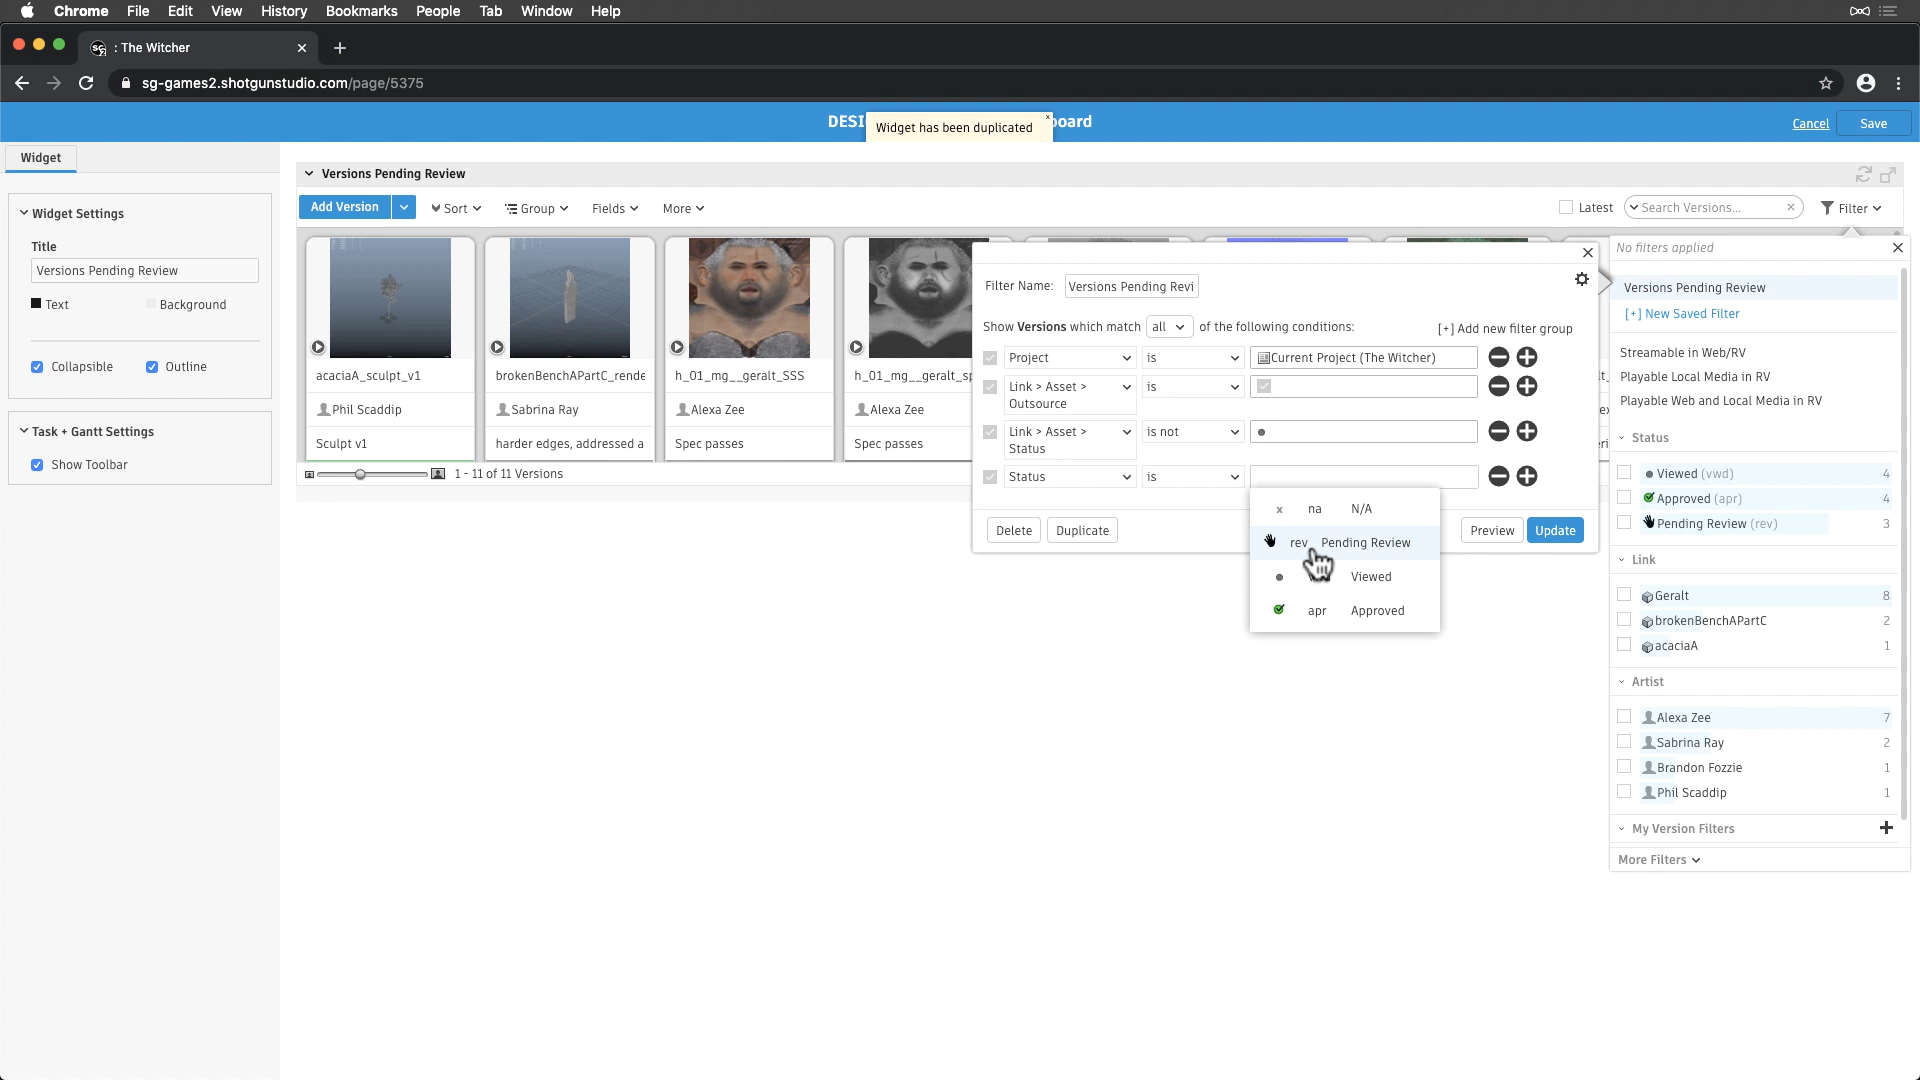 Chrome File Edit View History Bookmarks People Tab Window Help
: The Witcher
sg-games2.shotgunstudio.com/page/5375
DESI
board
Widget has been duplicated
x
Cancel
Save
Widget
Widget Settings
Title
Versions Pending Review
Text
Background
Collapsible
Outline
Task + Gantt Settings
Show Toolbar
Versions Pending Review
Add Version
Sort
Group
Fields
More
Latest
Search Versions...
Filter
acaciaA_sculpt_v1
Phil Scaddip
Sculpt v1
brokenBenchAPartC_rende
Sabrina Ray
harder edges, addressed a
h_01_mg__geralt_SSS
Alexa Zee
Spec passes
h_01_mg__geralt_sp
Alexa Zee
Spec passes
1 - 11 of 11 Versions
Filter Name:
Versions Pending Revi
Show Versions which match all of the following conditions:
[+] Add new filter group
Project is Current Project (The Witcher)
Link > Asset > Outsource is
Link > Asset > Status is not
Status is
na N/A
rev Pending Review
Viewed
apr Approved
Delete
Duplicate
Preview
Update
No filters applied
Versions Pending Review
[+] New Saved Filter
Streamable in Web/RV
Playable Local Media in RV
Playable Web and Local Media in RV
Status
Viewed (vwd) 4
Approved (apr) 4
Pending Review (rev) 3
Link
Geralt 8
brokenBenchAPartC 2
acaciaA 1
Artist
Alexa Zee 7
Sabrina Ray 2
Brandon Fozzie 1
Phil Scaddip 1
My Version Filters
More Filters